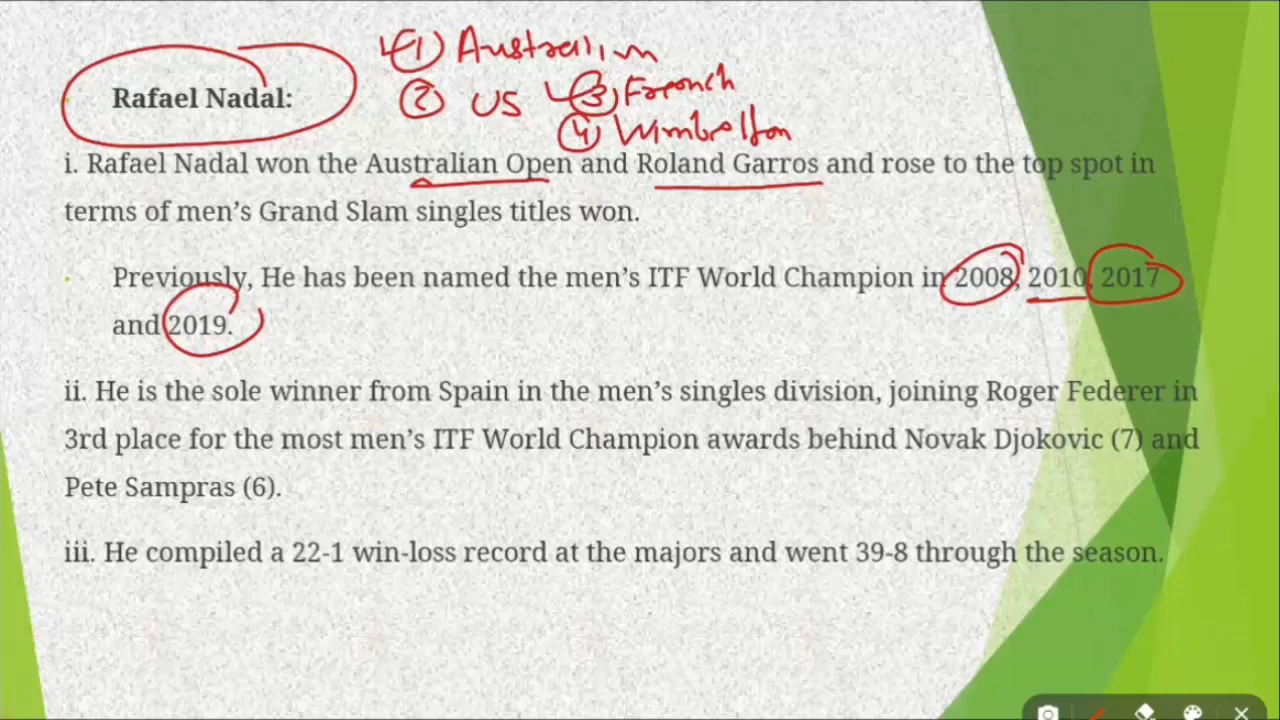 ① Australian
② US ③ French
④ Wimbelton
Rafael Nadal:
i. Rafael Nadal won the Australian Open and Roland Garros and rose to the top spot in
terms of men's Grand Slam singles titles won.
Previously, He has been named the men's ITF World Champion in 2008, 2010, 2017
and 2019.
ii. He is the sole winner from Spain in the men's singles division, joining Roger Federer in
3rd place for the most men's ITF World Champion awards behind Novak Djokovic (7) and
Pete Sampras (6).
iii. He compiled a 22-1 win-loss record at the majors and went 39-8 through the season.